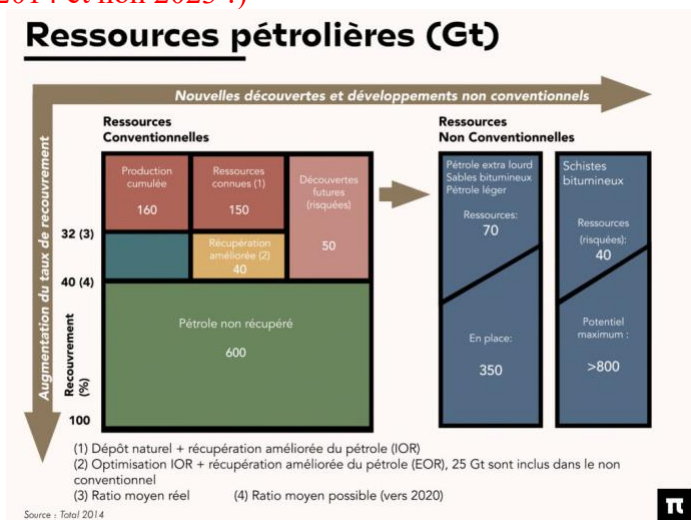 2014 et non 2025 !)
Ressources pétrolières (Gt)
Nouvelles découvertes et développements non conventionnels
Augmentation du taux de recouvrement
Ressources
Conventionnelles
Ressources
Non Conventionnelles
Production
cumulée
160
Ressources
connues (1)
150
Découvertes
futures
(risquées)
50
32 (3)
Récupération
améliorée (2)
40
40 (4)
Pétrole non récupéré
600
Recouvrement
(%)
100
Pétrole extra lourd
Sables bitumineux
Pétrole léger
Ressources:
70
En place:
350
Schistes
bitumineux
Ressources
(risquées):
40
Potentiel
maximum :
>800
(1) Dépôt naturel + récupération améliorée du pétrole (IOR)
(2) Optimisation IOR + récupération améliorée du pétrole (EOR), 25 Gt sont inclus dans le non
conventionnel
(3) Ratio moyen réel (4) Ratio moyen possible (vers 2020)
Source : Total 2014
π